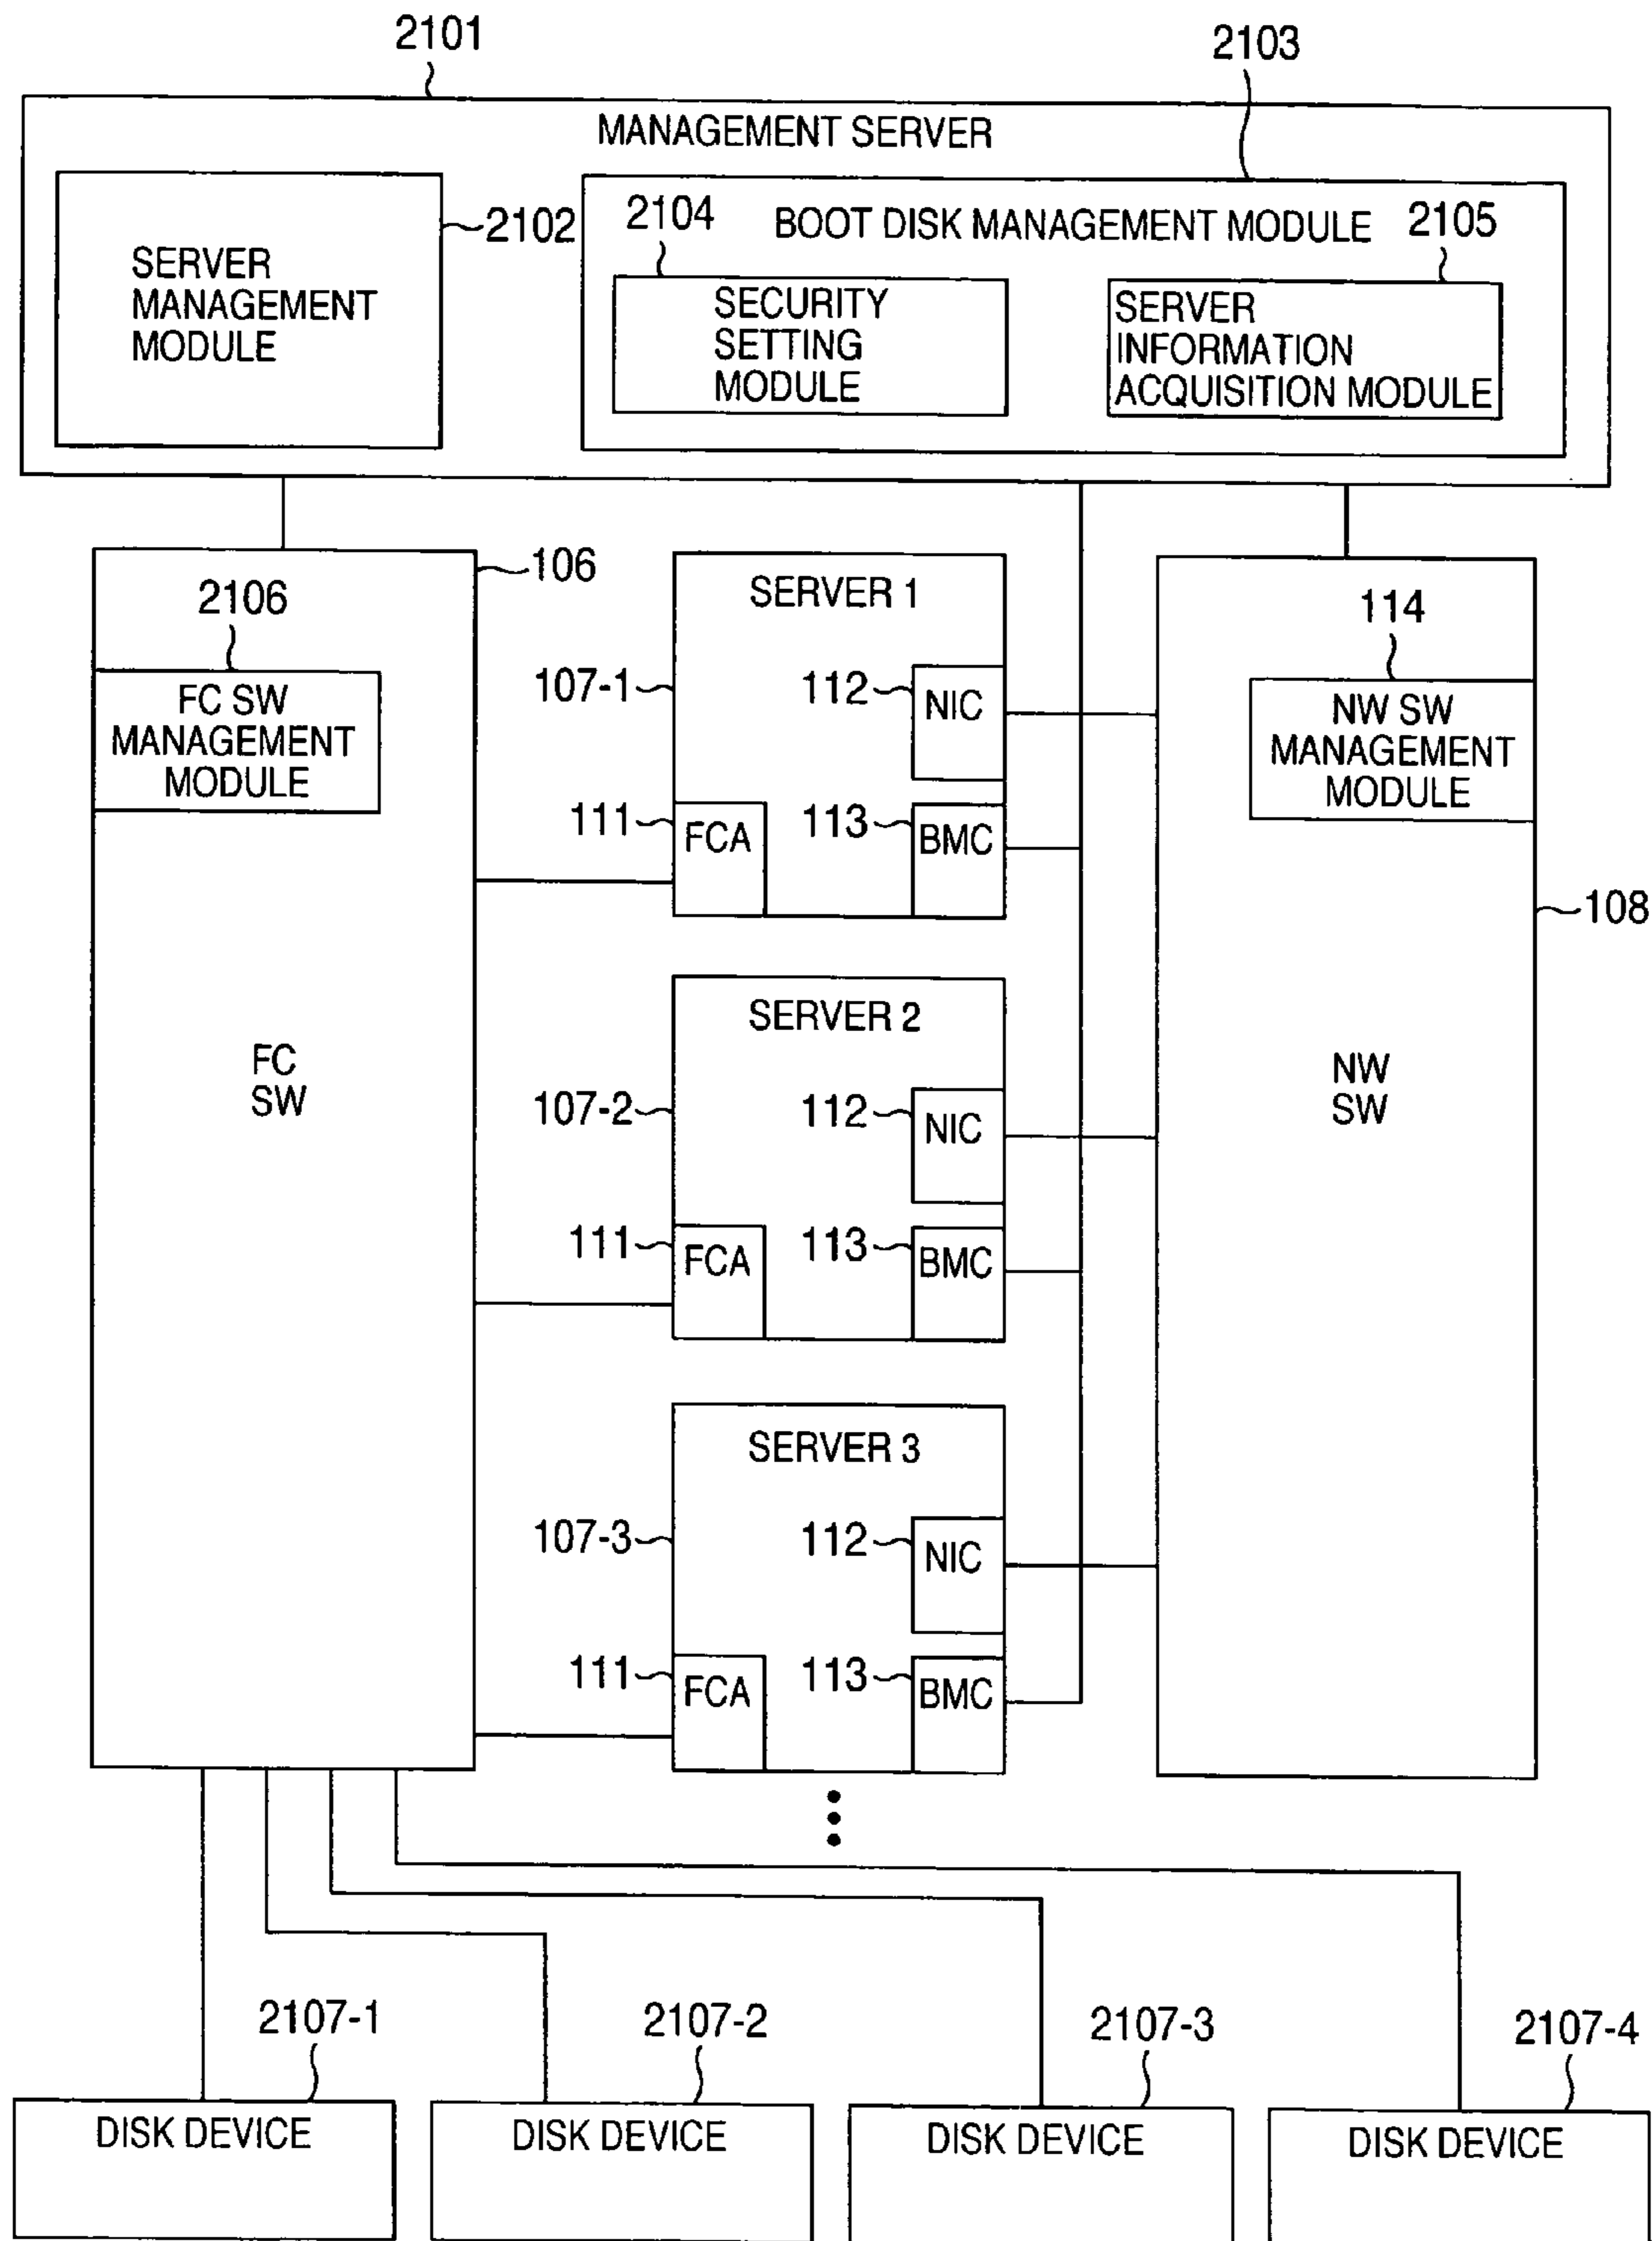 2101
2103
MANAGEMENT SERVER
2102
SERVER
MANAGEMENT
MODULE
2104
BOOT DISK MANAGEMENT MODULE
2105
SECURITY
SETTING
MODULE
SERVER
INFORMATION
ACQUISITION MODULE
106
2106
FC SW
MANAGEMENT
MODULE
FC
SW
SERVER 1
107-1
112
NIC
111
FCA
113
BMC
SERVER 2
107-2
112
NIC
111
FCA
113
BMC
SERVER 3
107-3
112
NIC
111
FCA
113
BMC
114
NW SW
MANAGEMENT
MODULE
108
NW
SW
2107-1
DISK DEVICE
2107-2
DISK DEVICE
2107-3
DISK DEVICE
2107-4
DISK DEVICE